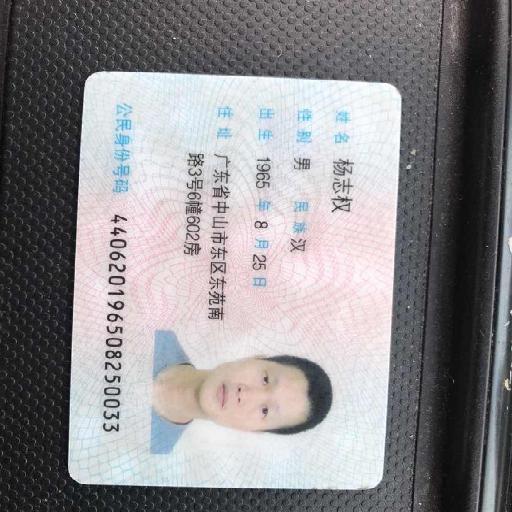 姓名 杨志权
性别 男 民族 汉
出生 1965 年 8 月 25 日
住址 广东省中山市东区东苑南
路3号6幢602房
公民身份号码 440620196508250033